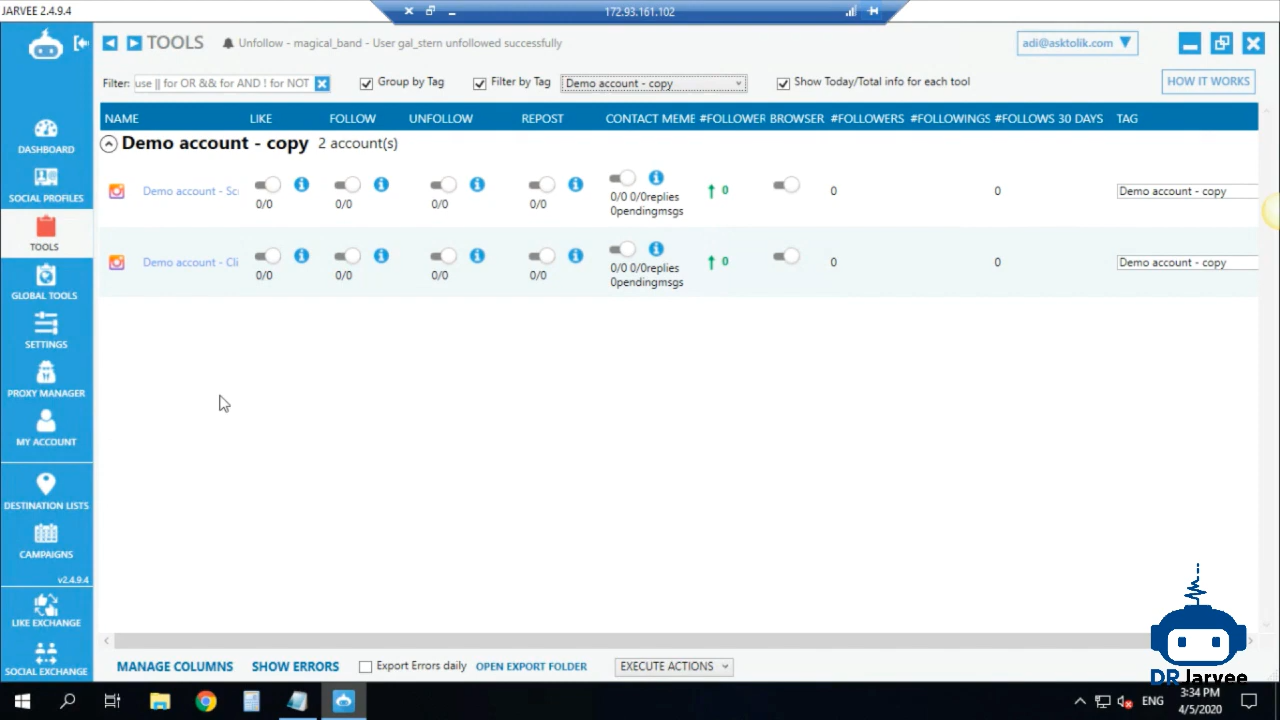 JARVEE 2.4.9.4
172.93.161.102
TOOLS
Unfollow - magical_band - User gal_stern unfollowed successfully
adi@asktolik.com
Filter: use || for OR && for AND ! for NOT
Group by Tag
Filter by Tag
Demo account - copy
Show Today/Total info for each tool
HOW IT WORKS
NAME LIKE FOLLOW UNFOLLOW REPOST CONTACT MEME #FOLLOWER BROWSER #FOLLOWERS #FOLLOWINGS #FOLLOWS 30 DAYS TAG
Demo account - copy 2 account(s)
Demo account - Sc
0/0 0/0 0/0 0/0
0/0 0/0replies
0pendingmsgs
0 0 0
Demo account - copy
Demo account - Cli
0/0 0/0 0/0 0/0
0/0 0/0replies
0pendingmsgs
0 0 0
Demo account - copy
DASHBOARD
SOCIAL PROFILES
TOOLS
GLOBAL TOOLS
SETTINGS
PROXY MANAGER
MY ACCOUNT
DESTINATION LISTS
CAMPAIGNS
v2.4.9.4
LIKE EXCHANGE
SOCIAL EXCHANGE
MANAGE COLUMNS
SHOW ERRORS
Export Errors daily
OPEN EXPORT FOLDER
EXECUTE ACTIONS
DR Jarvee
ENG
3:34 PM
4/5/2020